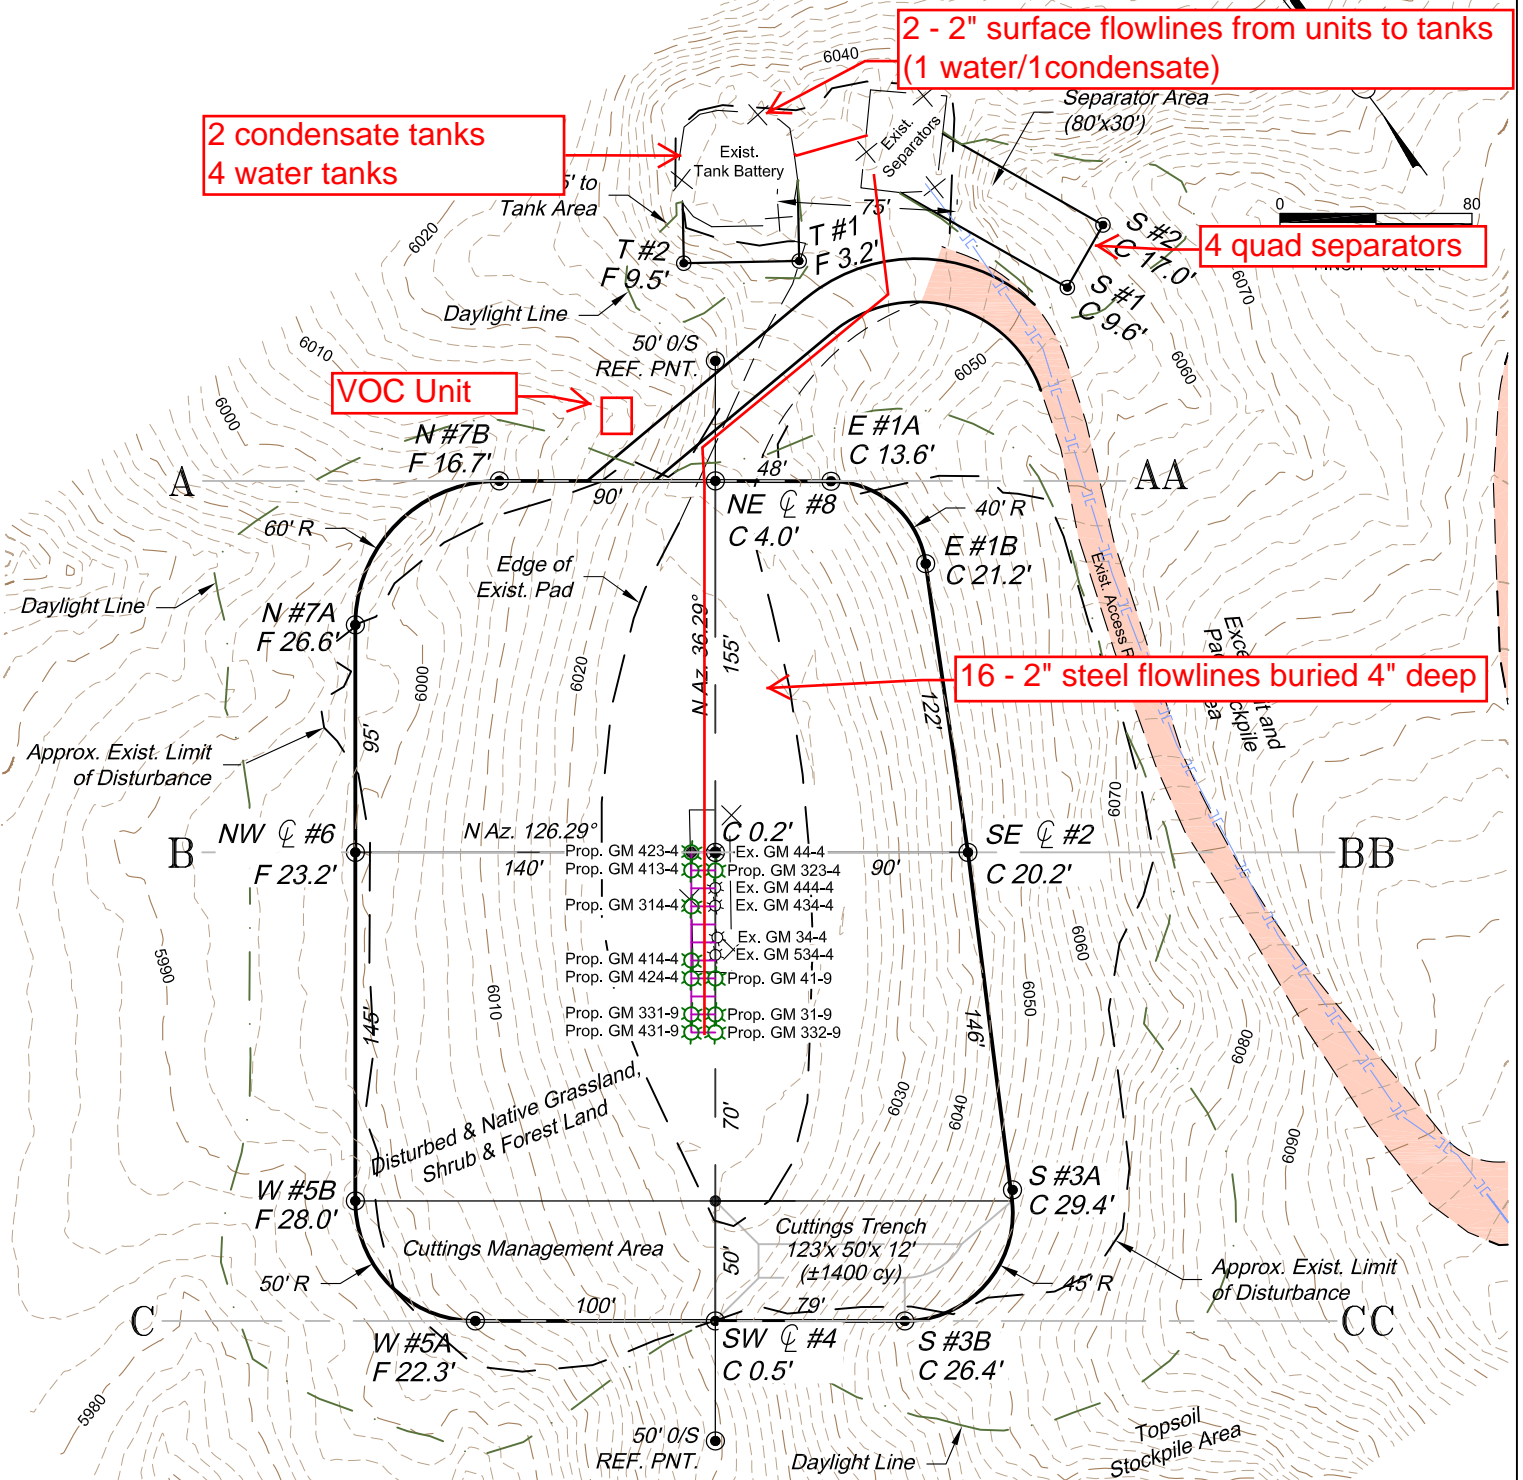 2 - 2" surface flowlines from units to tanks
(1 water/1condensate)
6040
Separator Area
(80'x30')
2 condensate tanks
4 water tanks
Exist.
Tank Battery
Exist.
Separators
5' to
Tank Area
75'
0 80
6020
T #2
F 9.5'
T #1
F 3.2'
S #2
C 17.0'
4 quad separators
S #1
C 9.6'
6070
Daylight Line
6010
50' O/S
REF. PNT.
6050
6060
VOC Unit
6000
N #7B
F 16.7'
E #1A
C 13.6'
A
AA
48'
90'
NE ℄ #8
C 4.0'
40' R
60' R
Edge of
Exist. Pad
E #1B
C 21.2'
Exist. Access R
Daylight Line
N #7A
F 26.6'
N Az. 36.29°
155'
6000
6020
16 - 2" steel flowlines buried 4" deep
122'
95'
Approx. Exist. Limit
of Disturbance
6070
B
NW ℄ #6
F 23.2'
N Az. 126.29°
140'
C 0.2'
90'
SE ℄ #2
C 20.2'
BB
Prop. GM 423-4
Ex. GM 44-4
Prop. GM 413-4
Prop. GM 323-4
Ex. GM 444-4
Prop. GM 314-4
Ex. GM 434-4
Ex. GM 34-4
Prop. GM 414-4
Ex. GM 534-4
Prop. GM 424-4
Prop. GM 41-9
Prop. GM 331-9
Prop. GM 31-9
Prop. GM 431-9
Prop. GM 332-9
5990
6010
145'
146'
6060
6050
6080
6030
6040
6090
70'
Disturbed & Native Grassland,
Shrub & Forest Land
W #5B
F 28.0'
S #3A
C 29.4'
Cuttings Management Area
Cuttings Trench
123'x 50'x 12'
(±1400 cy)
50'
50' R
45' R
Approx. Exist. Limit
of Disturbance
100'
79'
C
CC
W #5A
F 22.3'
SW ℄ #4
C 0.5'
S #3B
C 26.4'
5980
50' O/S
REF. PNT.
Daylight Line
Topsoil
Stockpile Area